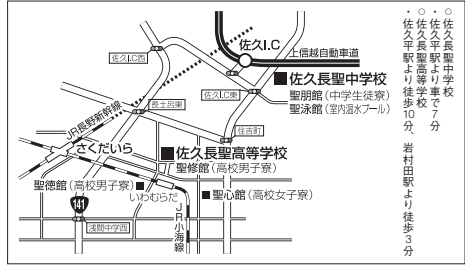 ○佐久長聖中学校
・佐久平駅より車で7分
○佐久長聖高等学校
・佐久平駅より徒歩10分、岩村田駅より徒歩3分
佐久I.C西
佐久I.C
上信越自動車道
佐久I.C東
■佐久長聖中学校
聖朋館(中学生徒寮)
聖泳館(室内温水プール)
JR長野新幹線
長土呂東
住吉町
さくだいら
■佐久長聖高等学校
聖修館(高校男子寮)
聖徳館(高校男子寮)■
いわむらだ
■聖心館(高校女子寮)
141
浅間中学西
JR小海線